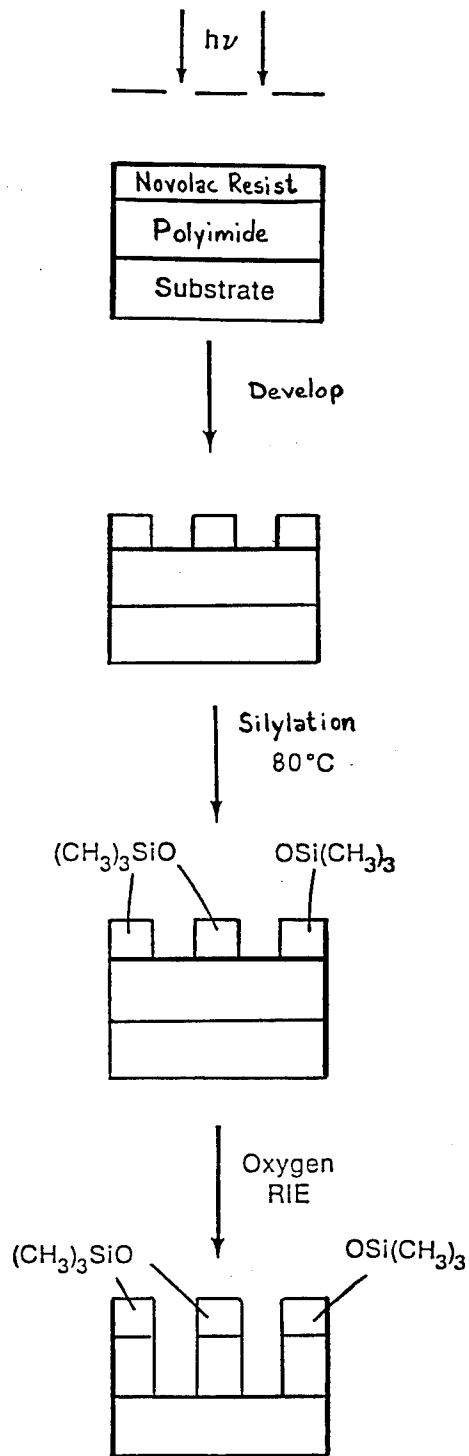 hν
Novolac Resist
Polyimide
Substrate
Develop
Silylation
80°C
(CH₃)₃SiO OSi(CH₃)₃
Oxygen
RIE
(CH₃)₃SiO OSi(CH₃)₃